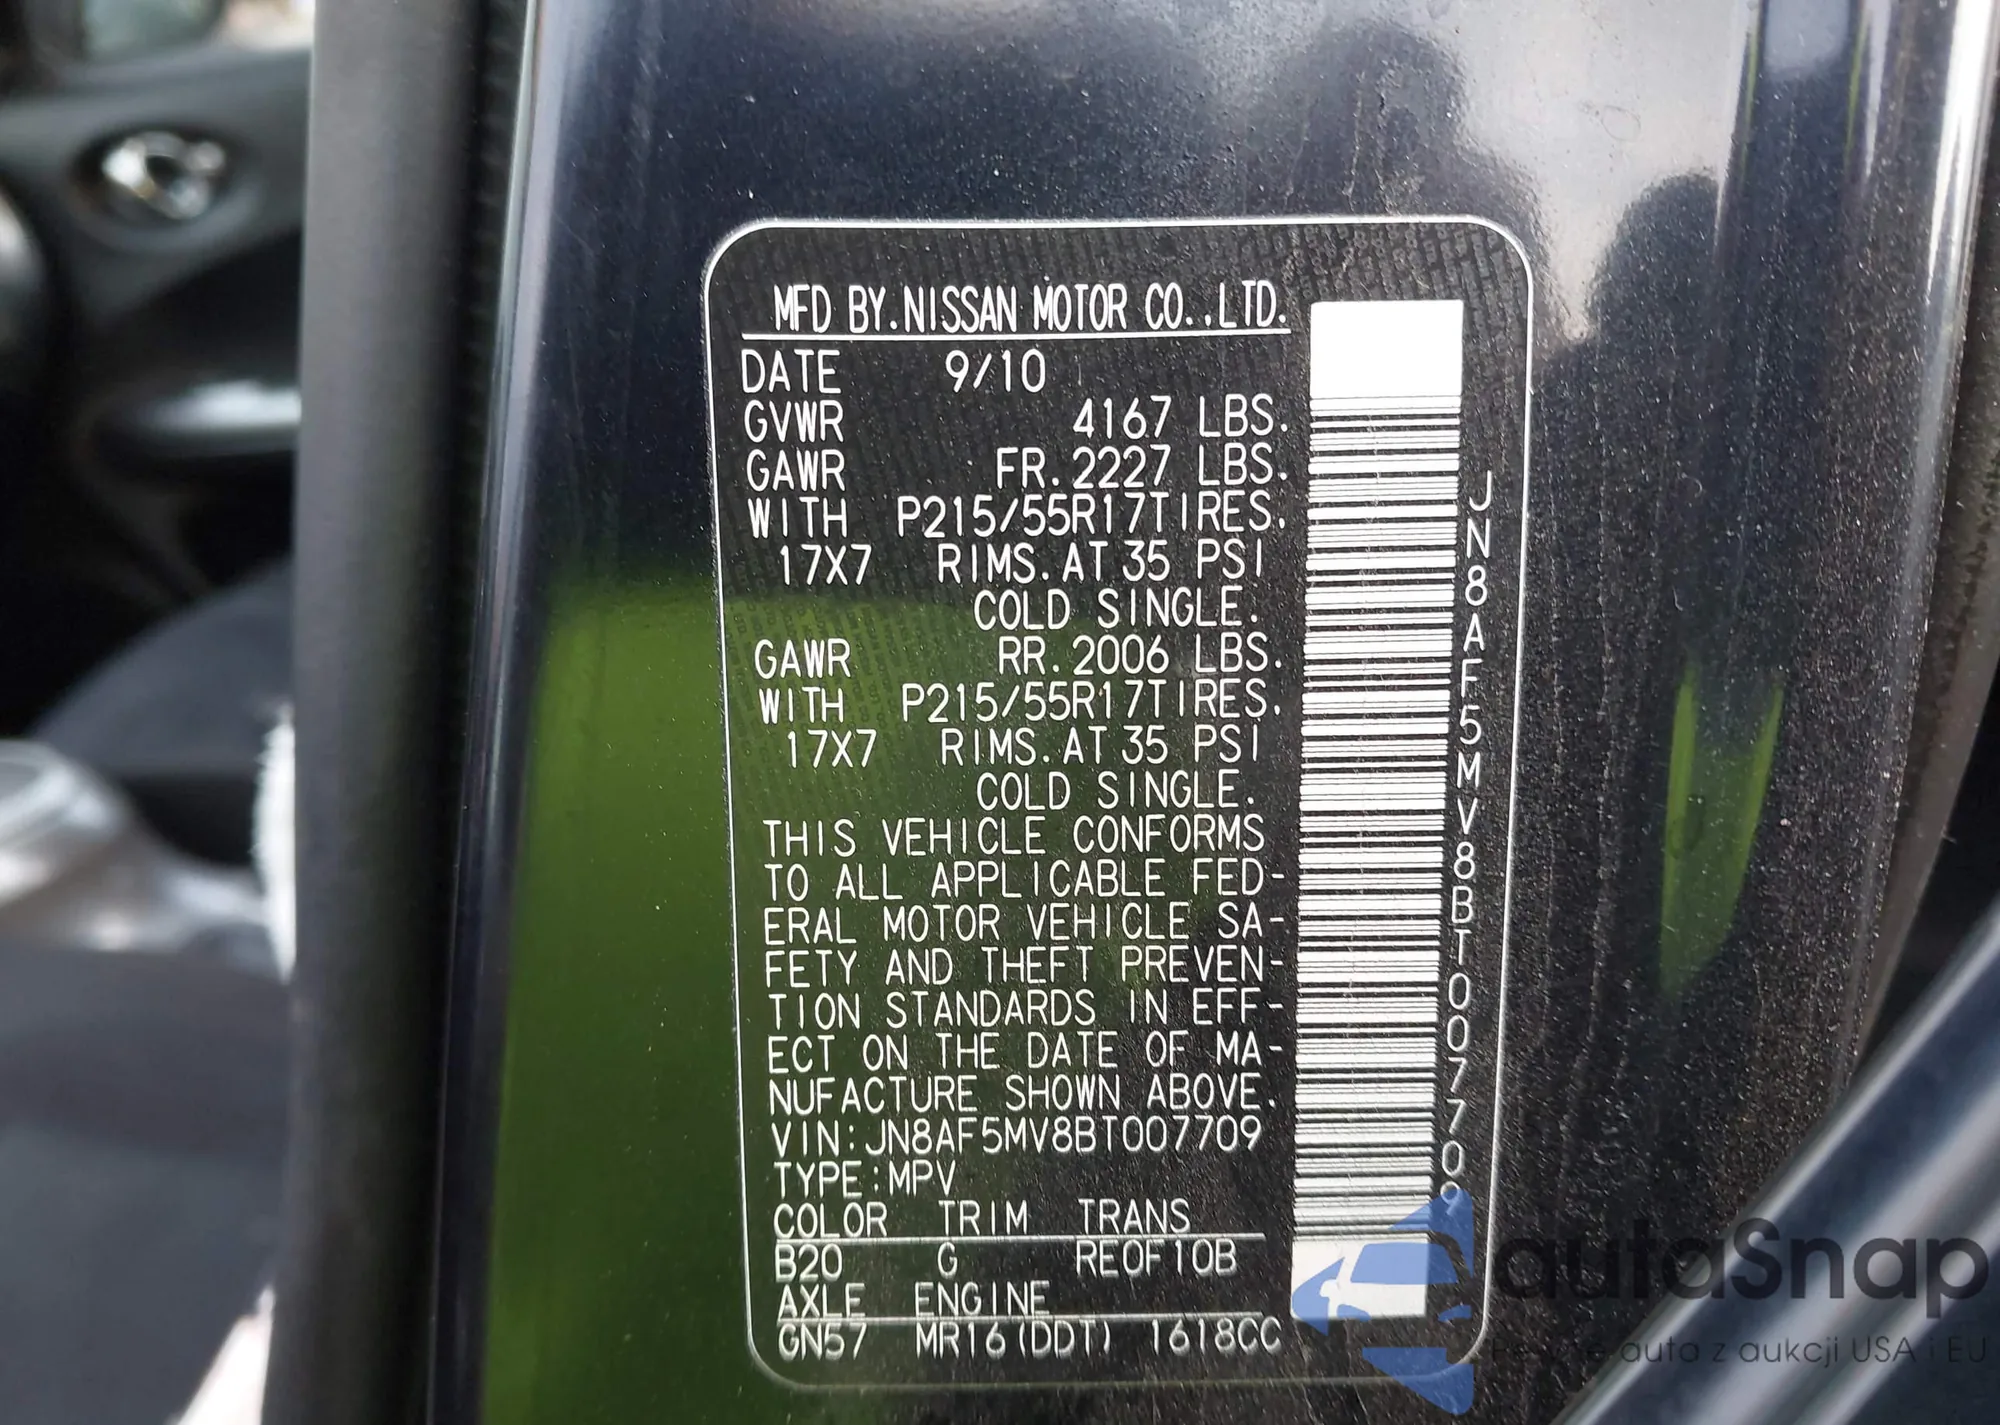 MFD BY.NISSAN MOTOR CO.,LTD.
DATE 9/10
GVWR 4167 LBS.
GAWR FR.2227 LBS.
WITH P215/55R17TIRES.
17X7 RIMS.AT 35 PSI
COLD SINGLE.
GAWR RR.2006 LBS.
WITH P215/55R17TIRES.
17X7 RIMS.AT 35 PSI
COLD SINGLE.
THIS VEHICLE CONFORMS
TO ALL APPLICABLE FED-
ERAL MOTOR VEHICLE SA-
FETY AND THEFT PREVEN-
TION STANDARDS IN EFF-
ECT ON THE DATE OF MA-
NUFACTURE SHOWN ABOVE.
VIN:JN8AF5MV8BT007709
TYPE:MPV
COLOR TRIM TRANS
B20 G RE0F10B
AXLE ENGINE
GN57 MR16(DDT) 1618CC
JN8AF5MV8BT007709
autaSnap
auta z aukcji USA i EU